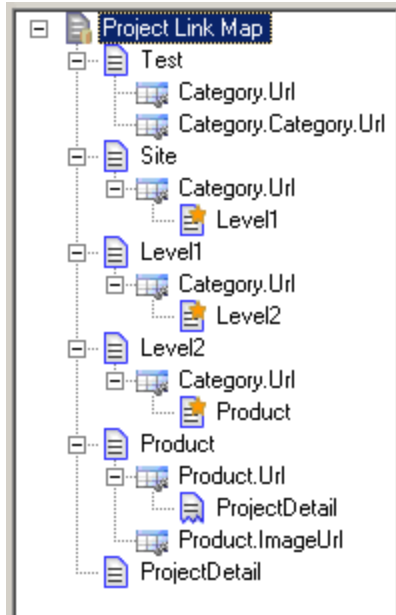 Project Link Map
Test
Category.Url
Category.Category.Url
Site
Category.Url
Level1
Level1
Category.Url
Level2
Level2
Category.Url
Product
Product
Product.Url
ProjectDetail
Product.ImageUrl
ProjectDetail